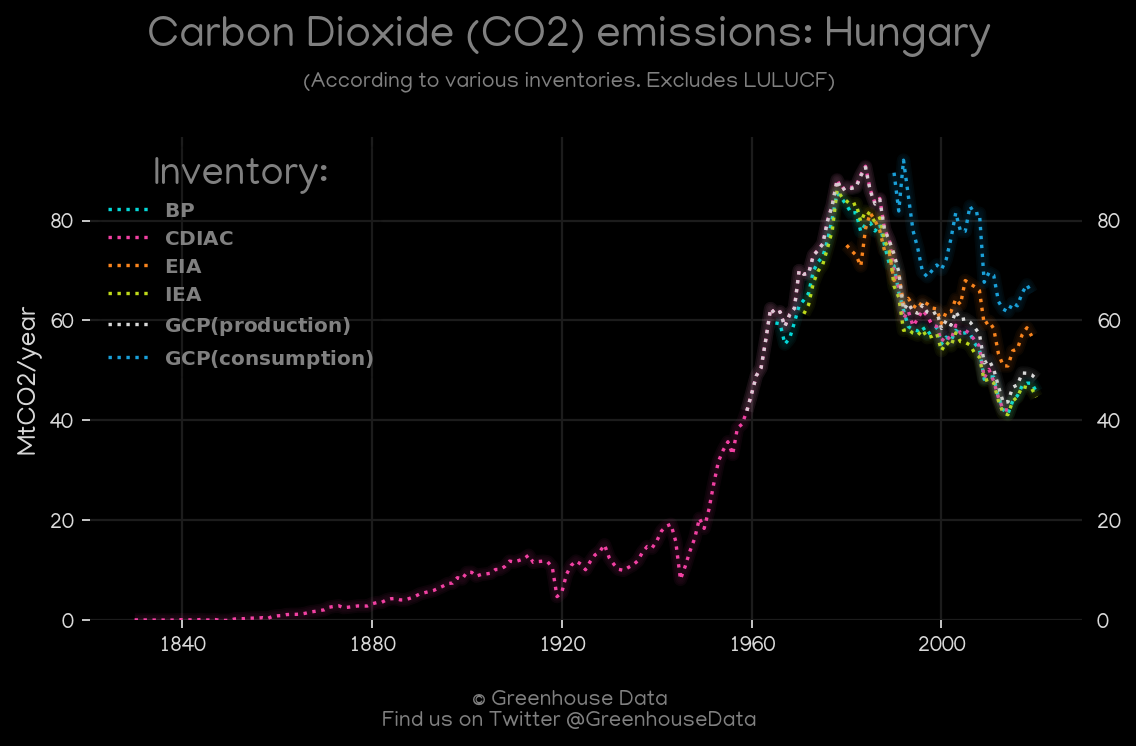 Carbon Dioxide (CO2) emissions: Hungary
(According to various inventories. Excludes LULUCF)
Inventory:
BP
CDIAC
EIA
IEA
GCP(production)
GCP(consumption)
MtCO2/year
80
60
40
20
0
80
60
40
20
0
1840 1880 1920 1960 2000
© Greenhouse Data
Find us on Twitter @GreenhouseData